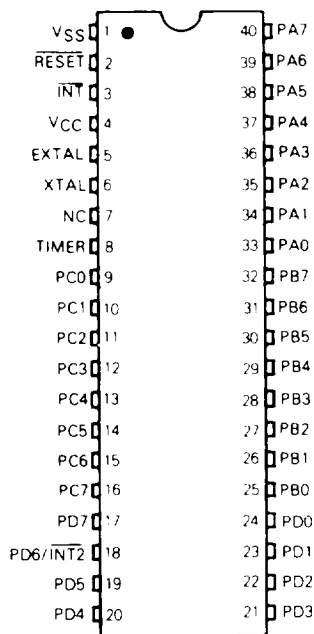 VSS 1 40 PA7
RESET 2 39 PA6
INT 3 38 PA5
VCC 4 37 PA4
EXTAL 5 36 PA3
XTAL 6 35 PA2
NC 7 34 PA1
TIMER 8 33 PA0
PC0 9 32 PB7
PC1 10 31 PB6
PC2 11 30 PB5
PC3 12 29 PB4
PC4 13 28 PB3
PC5 14 27 PB2
PC6 15 26 PB1
PC7 16 25 PB0
PD7 17 24 PD0
PD6/INT2 18 23 PD1
PD5 19 22 PD2
PD4 20 21 PD3